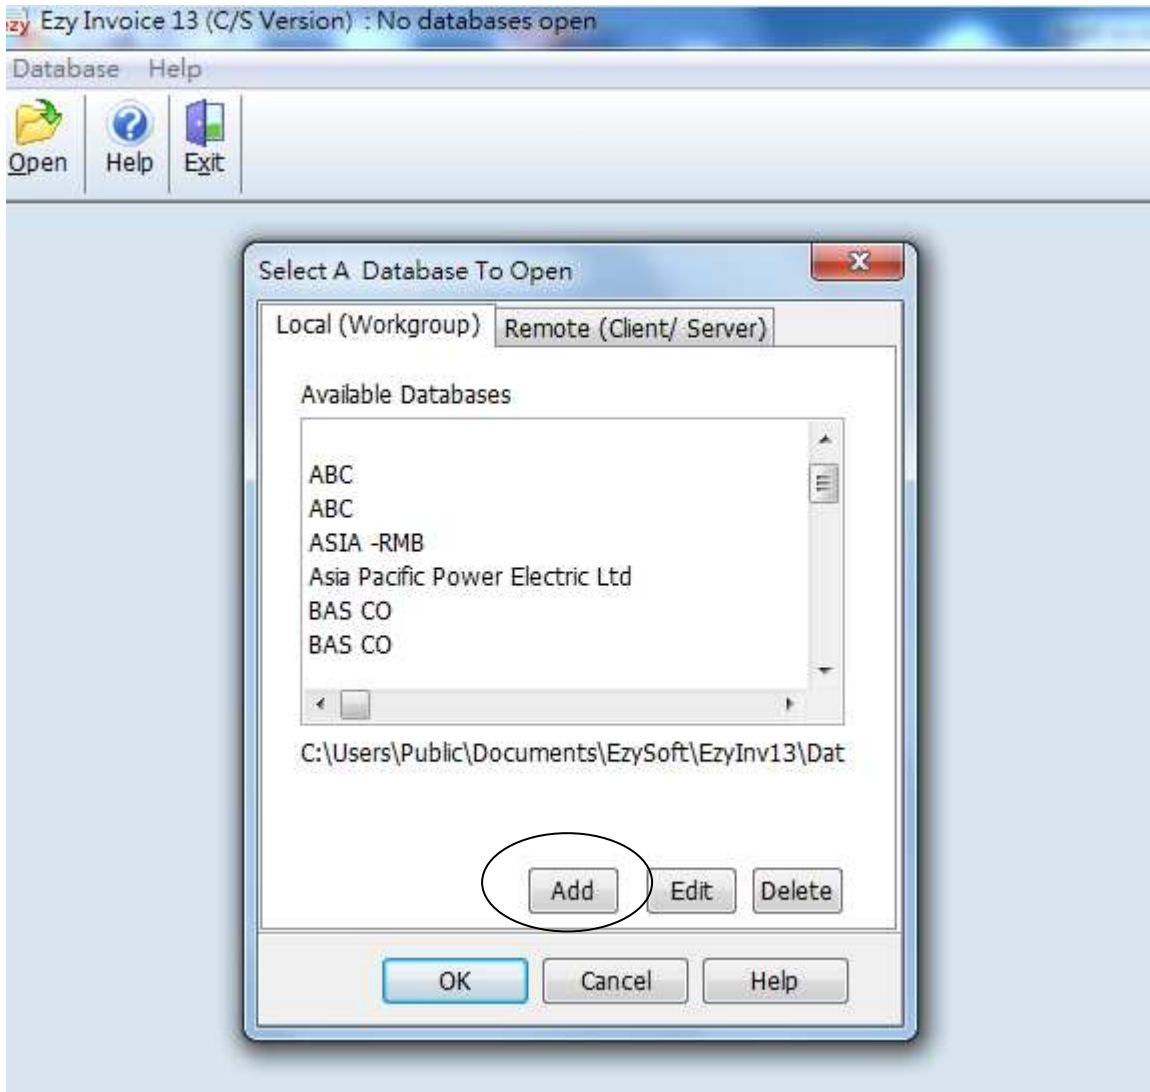 ezy Ezy Invoice 13 (C/S Version) : No databases open
Database Help
Open Help Exit
Select A Database To Open
Local (Workgroup) Remote (Client/ Server)
Available Databases
ABC
ABC
ASIA -RMB
Asia Pacific Power Electric Ltd
BAS CO
BAS CO
C:\Users\Public\Documents\EzySoft\EzyInv13\Dat
Add Edit Delete
OK Cancel Help